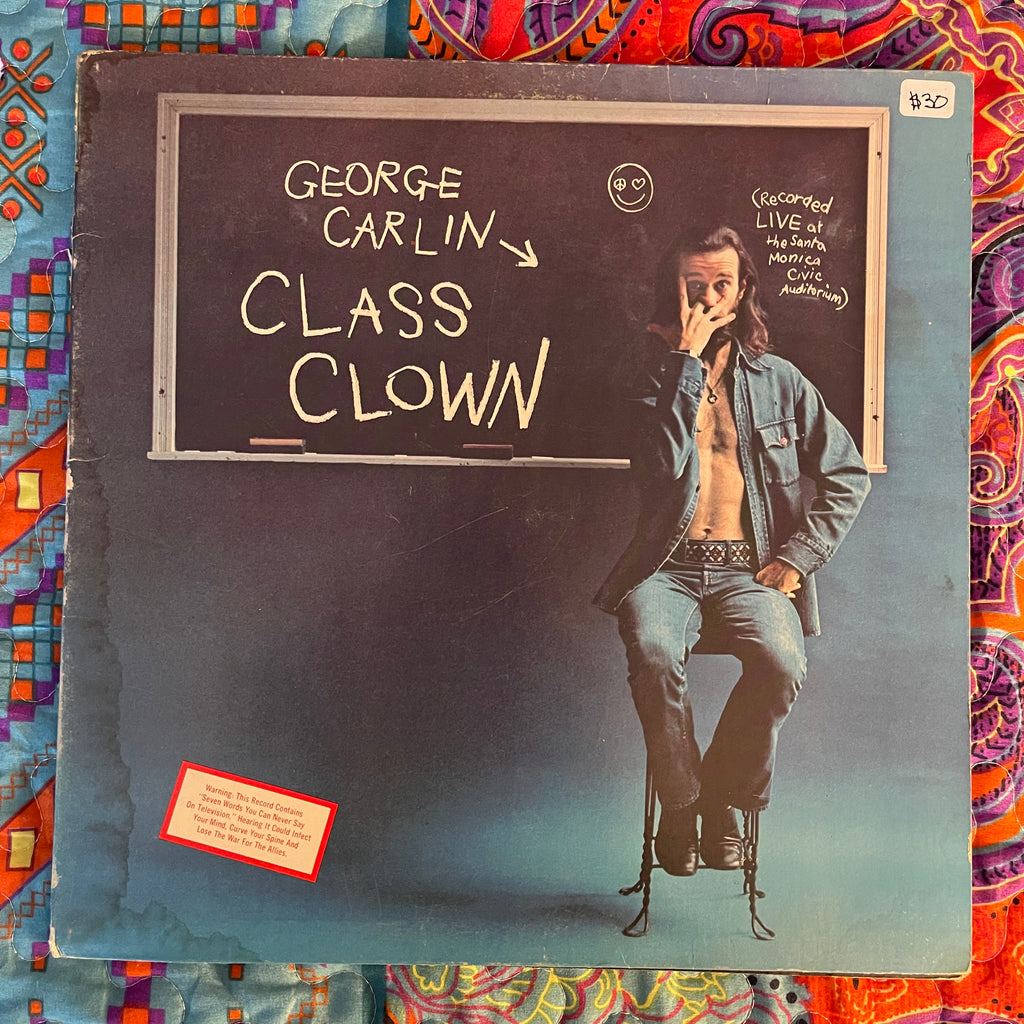 $30
GEORGE
CARLIN
CLASS
CLOWN
(Recorded
LIVE at
the Santa
Monica
Civic
Auditorium)
Warning: This Record Contains
"Seven Words You Can Never Say
On Television." Hearing It Could Infect
Your Mind, Curve Your Spine And
Lose The War For The Allies.